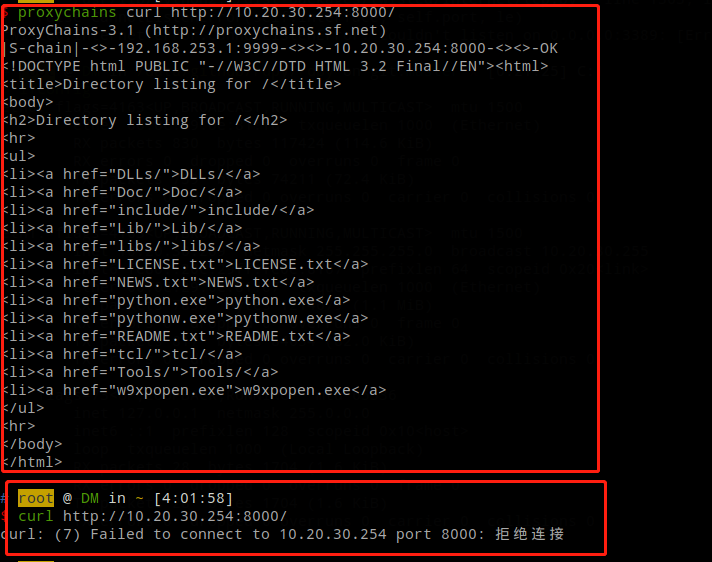 $ proxychains curl http://10.20.30.254:8000/
ProxyChains-3.1 (http://proxychains.sf.net)
|S-chain|-<>-192.168.253.1:9999-<><>-10.20.30.254:8000-<><>-OK
<!DOCTYPE html PUBLIC "-//W3C//DTD HTML 3.2 Final//EN"><html>
<title>Directory listing for /</title>
<body>
<h2>Directory listing for /</h2>
<hr>
<ul>
<li><a href="DLLs/">DLLs/</a>
<li><a href="Doc/">Doc/</a>
<li><a href="include/">include/</a>
<li><a href="Lib/">Lib/</a>
<li><a href="libs/">libs/</a>
<li><a href="LICENSE.txt">LICENSE.txt</a>
<li><a href="NEWS.txt">NEWS.txt</a>
<li><a href="python.exe">python.exe</a>
<li><a href="pythonw.exe">pythonw.exe</a>
<li><a href="README.txt">README.txt</a>
<li><a href="tcl/">tcl/</a>
<li><a href="Tools/">Tools/</a>
<li><a href="w9xpopen.exe">w9xpopen.exe</a>
</ul>
<hr>
</body>
</html>
# root @ DM in ~ [4:01:58]
$ curl http://10.20.30.254:8000/
curl: (7) Failed to connect to 10.20.30.254 port 8000: 拒绝连接